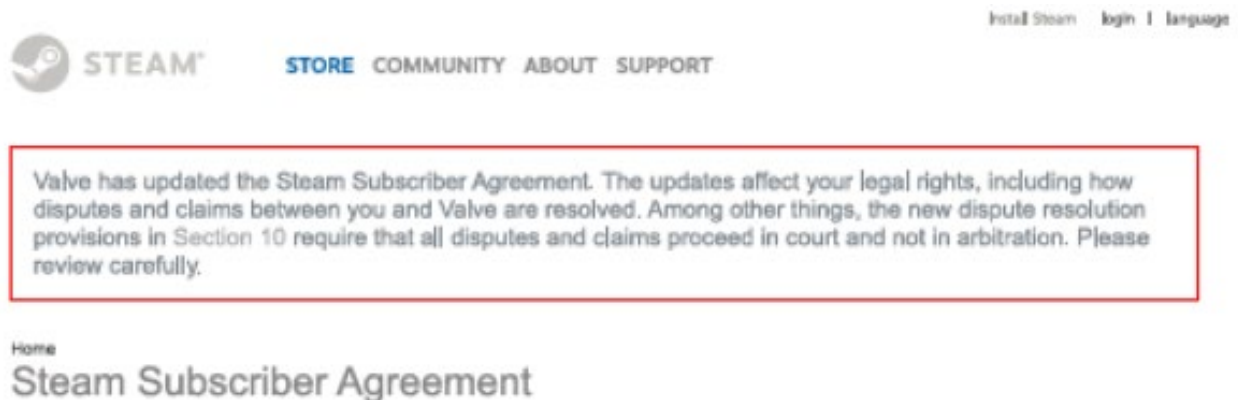 Install Steam login | language
STEAM® STORE COMMUNITY ABOUT SUPPORT
Valve has updated the Steam Subscriber Agreement. The updates affect your legal rights, including how
disputes and claims between you and Valve are resolved. Among other things, the new dispute resolution
provisions in Section 10 require that all disputes and claims proceed in court and not in arbitration. Please
review carefully.
Home
Steam Subscriber Agreement